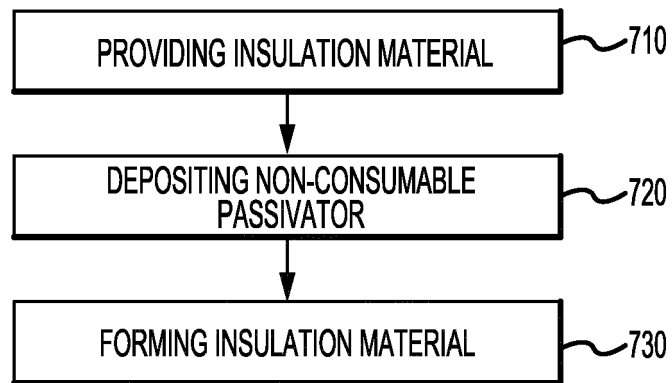 PROVIDING INSULATION MATERIAL
710
DEPOSITING NON-CONSUMABLE
PASSIVATOR
720
FORMING INSULATION MATERIAL
730